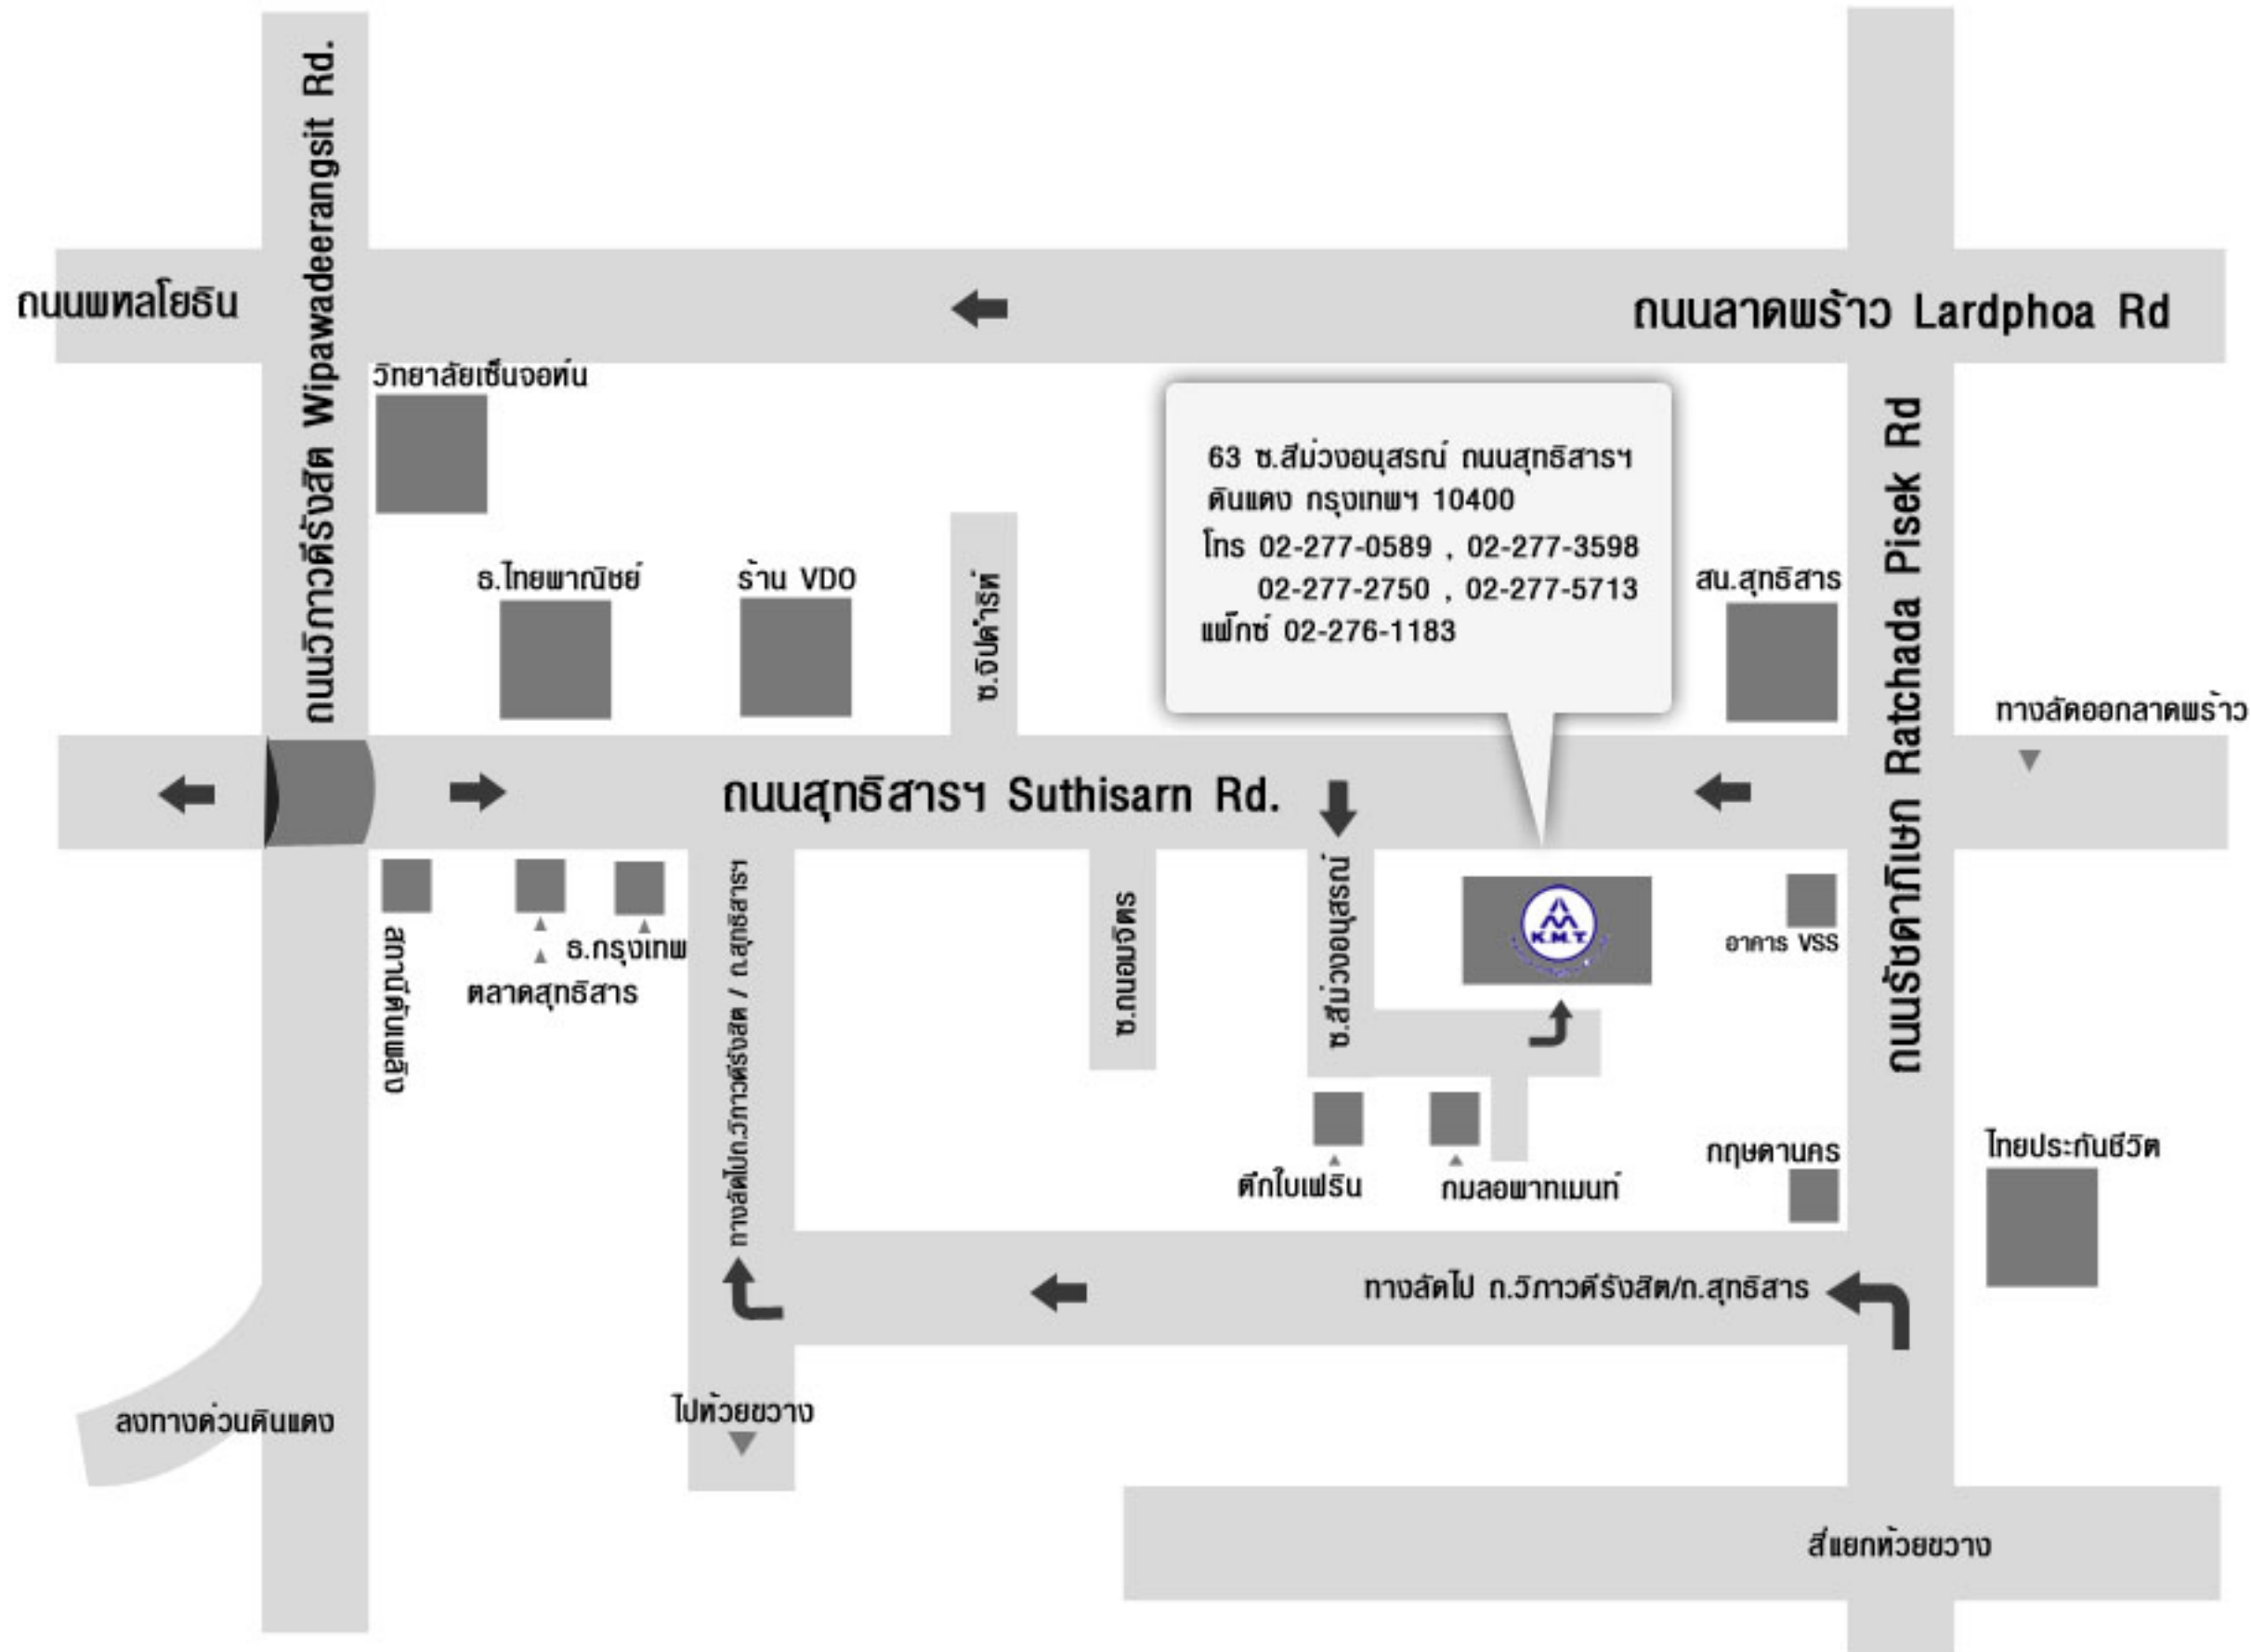 ถนนวิภาวดีรังสิต Wipawadeerangsit Rd.
ถนนพหลโยธิน
ถนนลาดพร้าว Lardphoa Rd
วิทยาลัยเซ็นจอห์น
63 ซ.สีม่วงอนุสรณ์ ถนนสุทธิสารฯ
ดินแดง กรุงเทพฯ 10400
โทร 02-277-0589 , 02-277-3598
02-277-2750 , 02-277-5713
แฟ็กซ์ 02-276-1183
ถนนรัชดาภิเษก Ratchada Pisek Rd
ธ.ไทยพาณิชย์
ร้าน VDO
ซ.จิปดำริห์
สน.สุทธิสาร
ทางลัดออกลาดพร้าว
ถนนสุทธิสารฯ Suthisarn Rd.
สถานีดับเพลิง
ธ.กรุงเทพ
ตลาดสุทธิสาร
ทางลัดไปถ.วิภาวดีรังสิต / ถ.สุทธิสารฯ
ซ.ถนอมจิตร
ซ.สีม่วงอนุสรณ์
K.M.T.
อาคาร VSS
ตึกใบเฟริน
กมลอพาทเมนท์
กฤษดานคร
ไทยประกันชีวิต
ทางลัดไป ถ.วิภาวดีรังสิต/ถ.สุทธิสาร
ลงทางด่วนดินแดง
ไปห้วยขวาง
สี่แยกห้วยขวาง